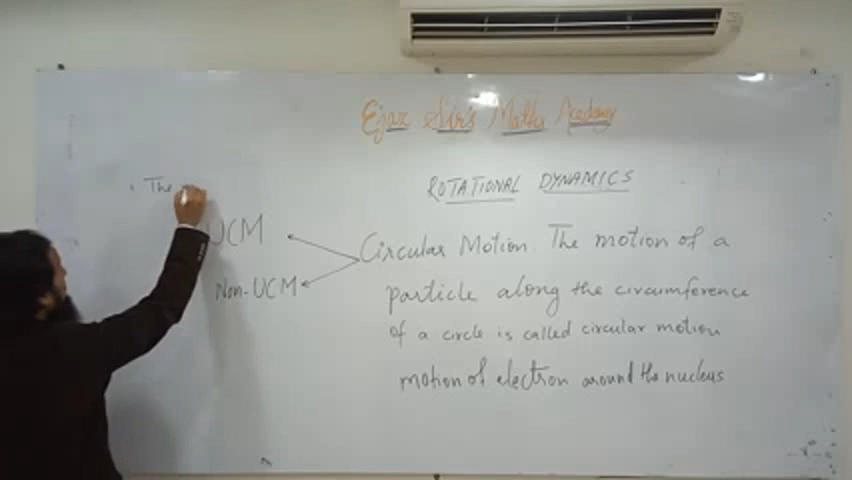 Ejaz Sir's Maths Academy
ROTATIONAL DYNAMICS
The
UCM
Non-UCM
Circular Motion. The motion of a
particle along the circumference
of a circle is called circular motion
motion of electron around the nucleus